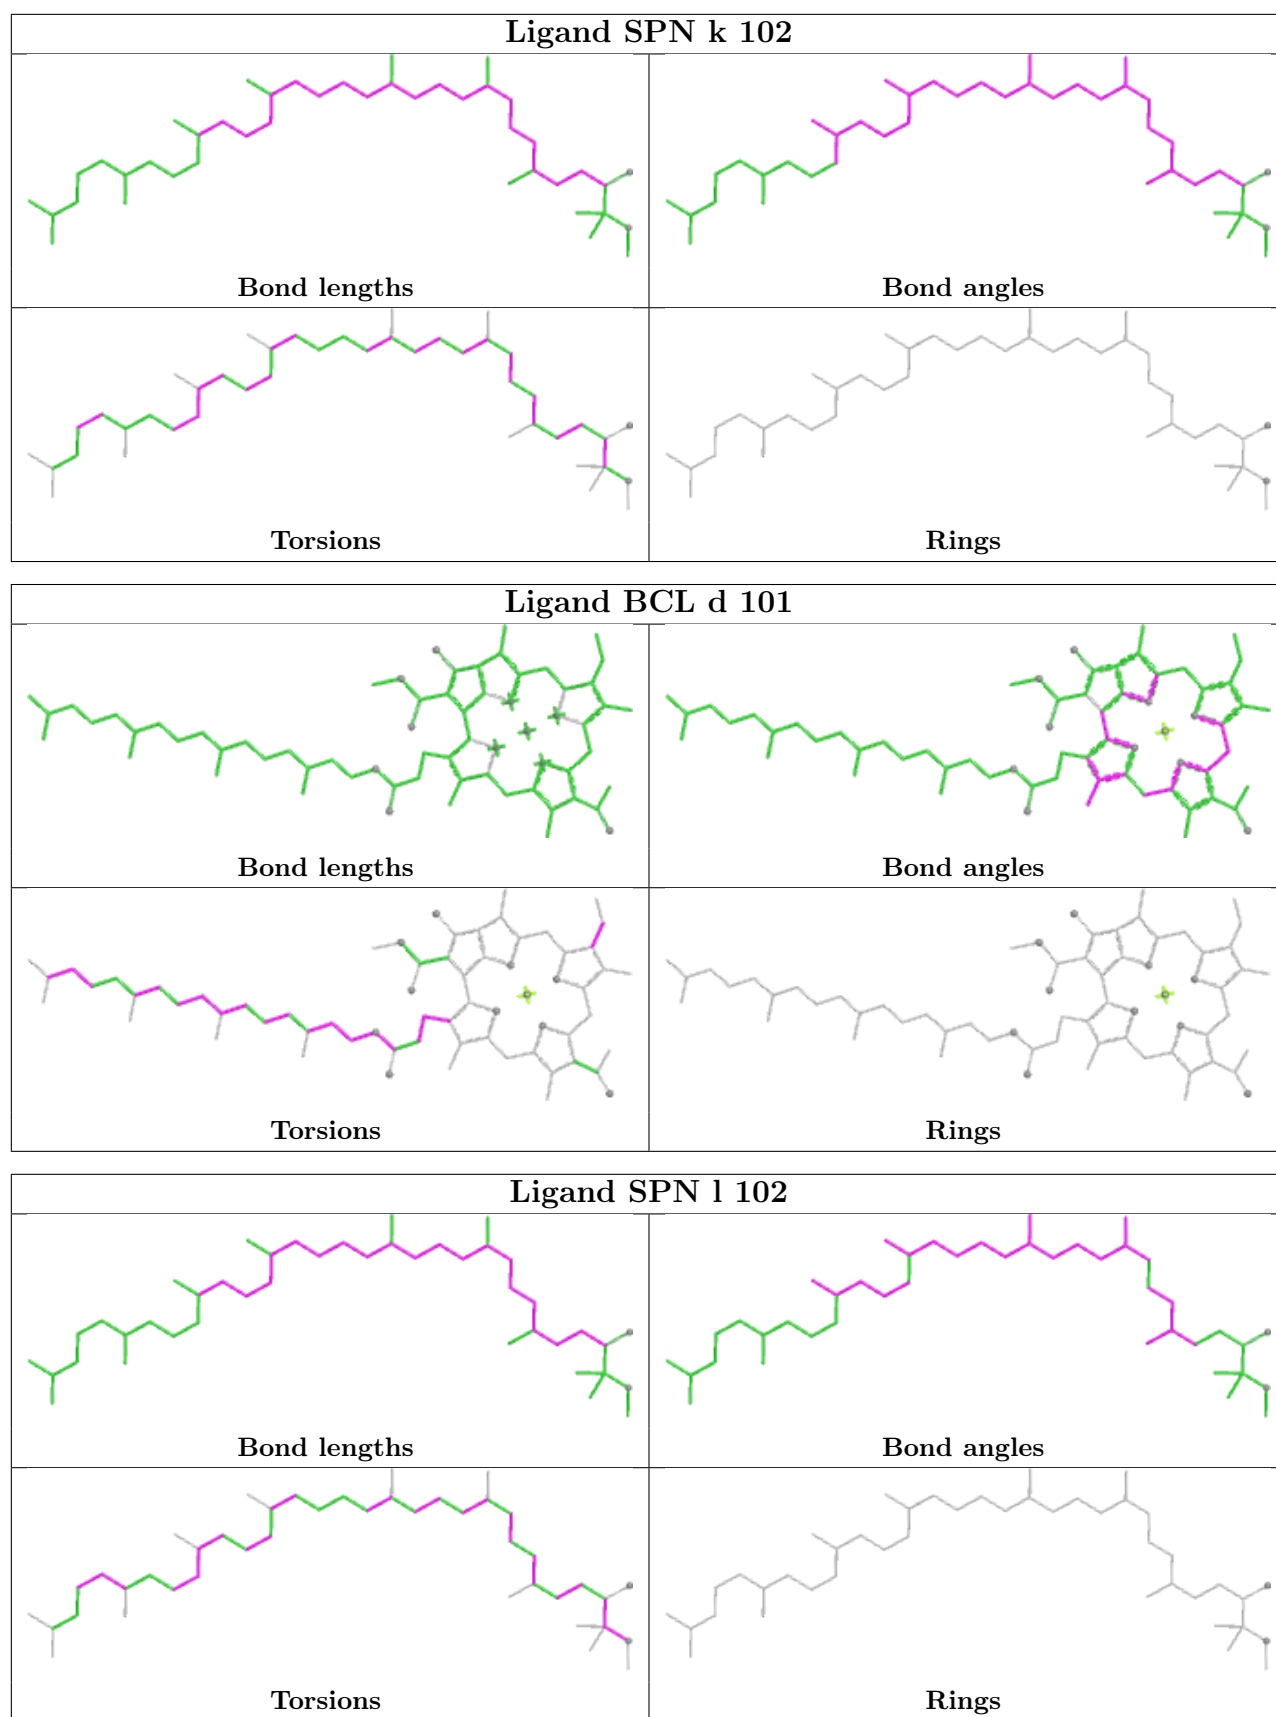 Ligand SPN k 102
Bond lengths
Bond angles
Torsions
Rings
Ligand BCL d 101
Bond lengths
Bond angles
Torsions
Rings
Ligand SPN l 102
Bond lengths
Bond angles
Torsions
Rings